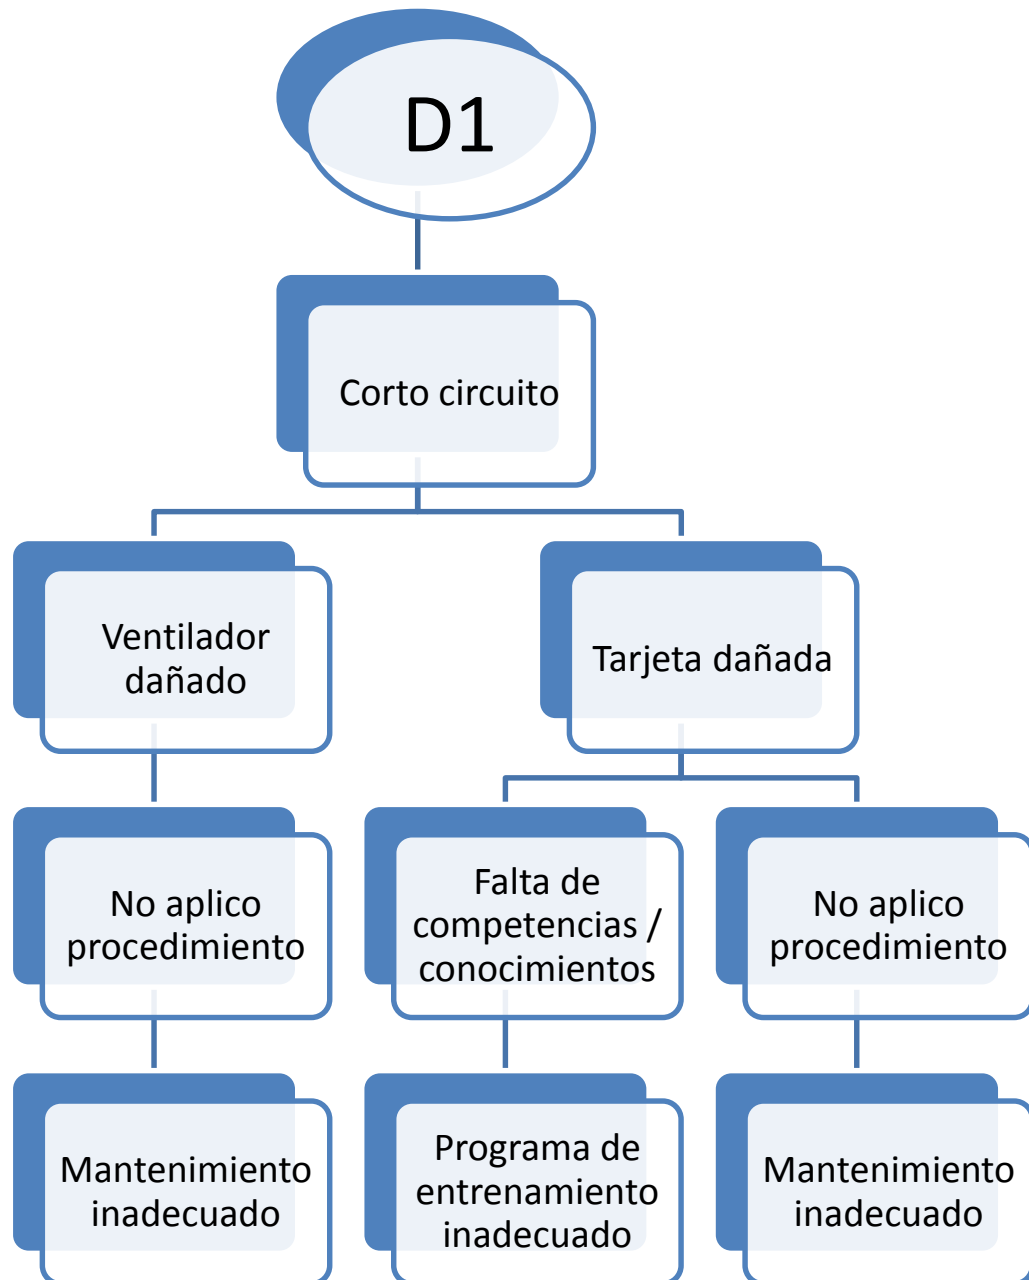 D1
Corto circuito
Ventilador
dañado
Tarjeta dañada
No aplico
procedimiento
Falta de
competencias /
conocimientos
No aplico
procedimiento
Mantenimiento
inadecuado
Programa de
entrenamiento
inadecuado
Mantenimiento
inadecuado